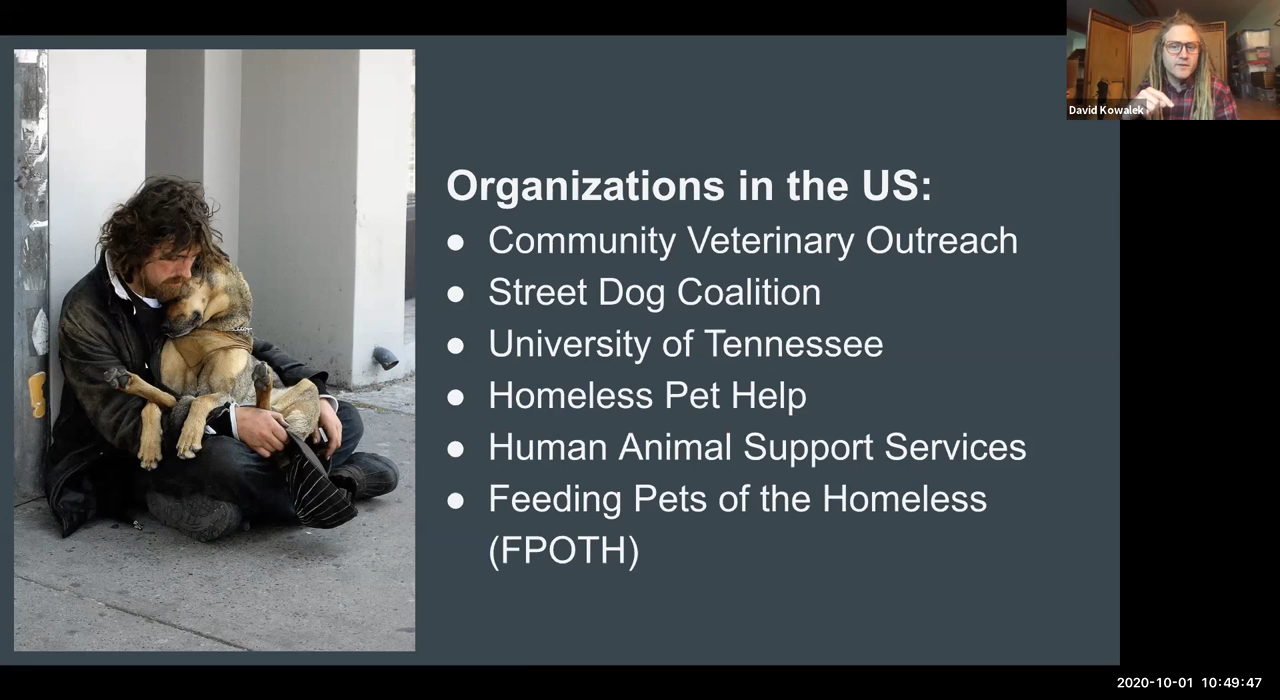 David Kowalek
Organizations in the US:
● Community Veterinary Outreach
● Street Dog Coalition
● University of Tennessee
● Homeless Pet Help
● Human Animal Support Services
● Feeding Pets of the Homeless
(FPOTH)
2020-10-01 10:49:47